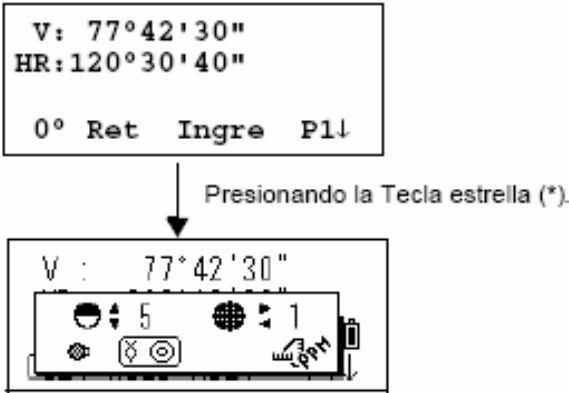 V: 77°42'30"
HR:120°30'40"
0° Ret Ingre P1↓
Presionando la Tecla estrella (*).
V : 77°42'30"
5 1
PPM